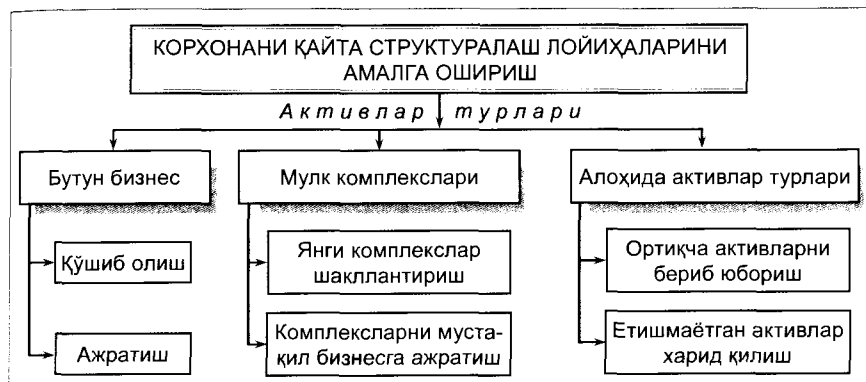 КОРХОНАНИ ҚАЙТА СТРУКТУРАЛАШ ЛОЙИҲАЛАРИНИ
АМАЛГА ОШИРИШ
Активлар турлари
Бутун бизнес
Мулк комплекслари
Алоҳида активлар турлари
Қўшиб олиш
Янги комплекслар
шакллантириш
Ортиқча активларни
бериб юбориш
Ажратиш
Комплексларни муста-
қил бизнесга ажратиш
Етишмаётган активлар
харид қилиш